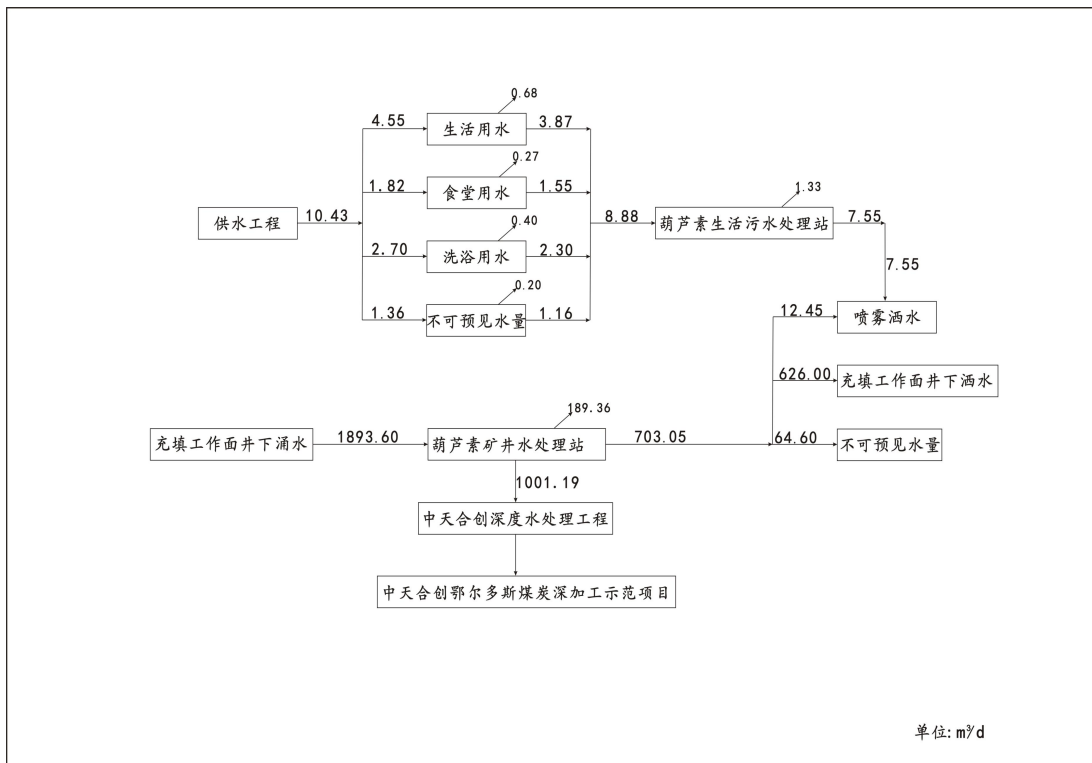 0.68
4.55
生活用水
3.87
0.27
1.82
食堂用水
1.55
1.33
供水工程
10.43
8.88
葫芦素生活污水处理站
7.55
0.40
2.70
洗浴用水
2.30
7.55
0.20
1.36
不可预见水量
1.16
12.45
喷雾洒水
626.00
充填工作面井下洒水
189.36
充填工作面井下涌水
1893.60
葫芦素矿井水处理站
703.05
64.60
不可预见水量
1001.19
中天合创深度水处理工程
中天合创鄂尔多斯煤炭深加工示范项目
单位: m³/d